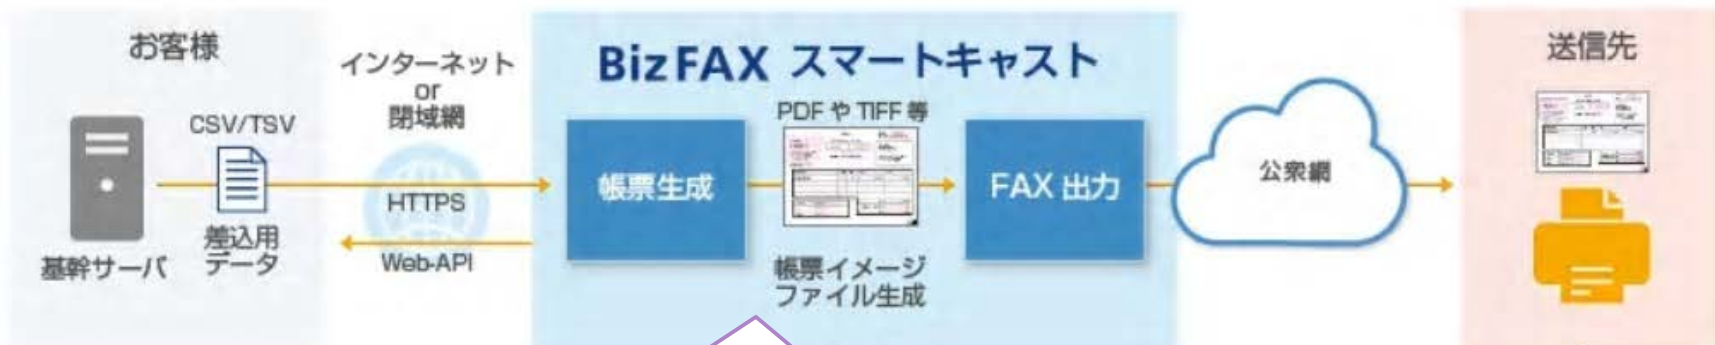 お客様
CSV/TSV
基幹サーバ
差込用
データ
インターネット
or
閉域網
HTTPS
Web-API
BizFAX スマートキャスト
帳票生成
PDF や TIFF 等
帳票イメージ
ファイル生成
FAX 出力
公衆網
送信先